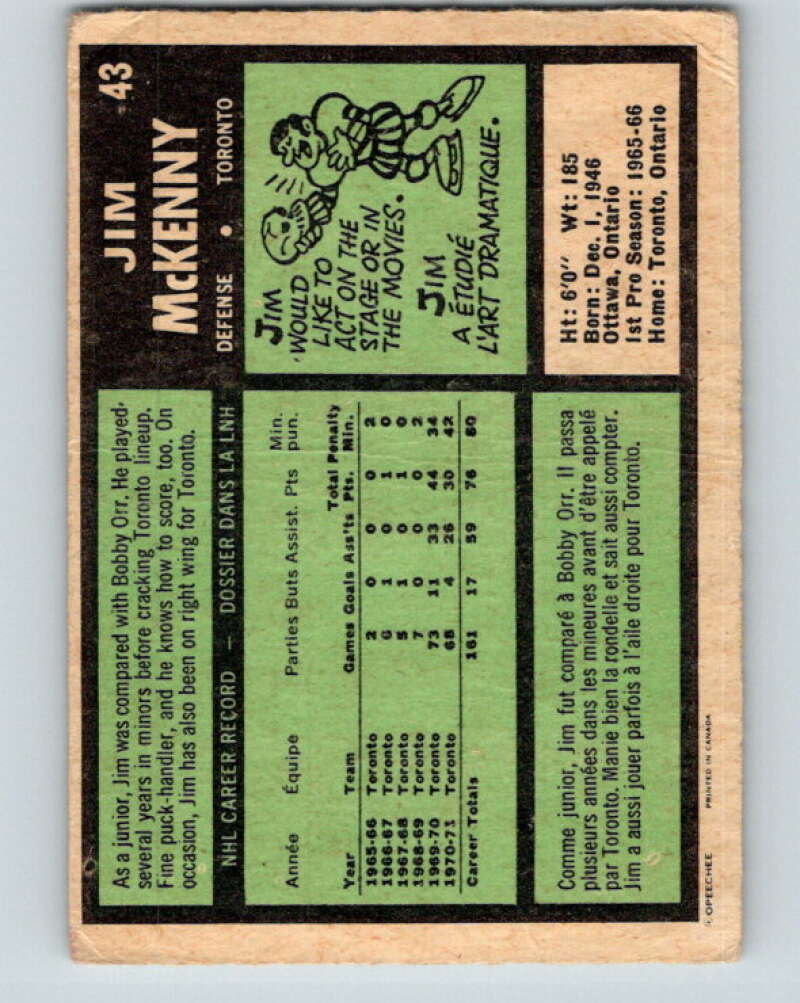 43
JIM
McKENNY
DEFENSE • TORONTO
As a junior, Jim was compared with Bobby Orr. He played
several years in minors before cracking Toronto lineup.
Fine puck-handler, and he knows how to score, too. On
occasion, Jim has also been on right wing for Toronto.
JIM
WOULD
LIKE TO
ACT ON THE
STAGE OR IN
THE MOVIES.
JIM
A ÉTUDIÉ
L'ART DRAMATIQUE.
NHL CAREER RECORD — DOSSIER DANS LA LNH
Min.
Année Équipe Parties Buts Assist. Pts pun.
Total Penalty
Year Team Games Goals Ass'ts Pts. Min.
1965-66 Toronto 2 0 0 0 2
1966-67 Toronto 6 1 0 1 0
1967-68 Toronto 5 1 0 1 0
1968-69 Toronto 7 0 0 0 2
1969-70 Toronto 73 11 33 44 34
1970-71 Toronto 68 4 26 30 42
Career Totals 161 17 59 76 80
Ht: 6'0" Wt: 185
Born: Dec. 1, 1946
Ottawa, Ontario
1st Pro Season: 1965-66
Home: Toronto, Ontario
Comme junior, Jim fut comparé à Bobby Orr. Il passa
plusieurs années dans les mineures avant d'être appelé
par Toronto. Manie bien la rondelle et sait aussi compter.
Jim a aussi jouer parfois à l'aile droite pour Toronto.
© OPEECHEE PRINTED IN CANADA